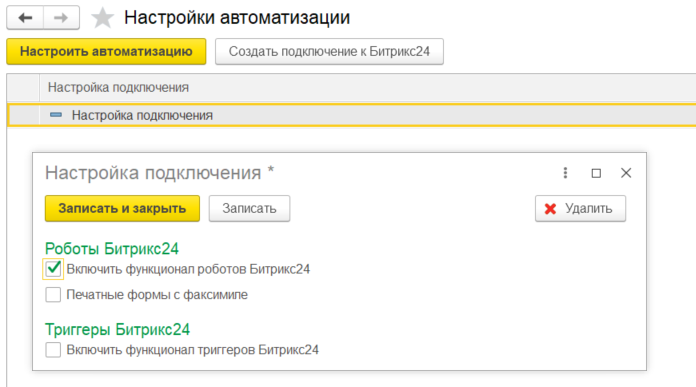 Настройки автоматизации
Настроить автоматизацию Создать подключение к Битрикс24
Настройка подключения
Настройка подключения
Настройка подключения *
Записать и закрыть Записать Удалить
Роботы Битрикс24
Включить функционал роботов Битрикс24
Печатные формы с факсимипе
Триггеры Битрикс24
Включить функционал триггеров Битрикс24